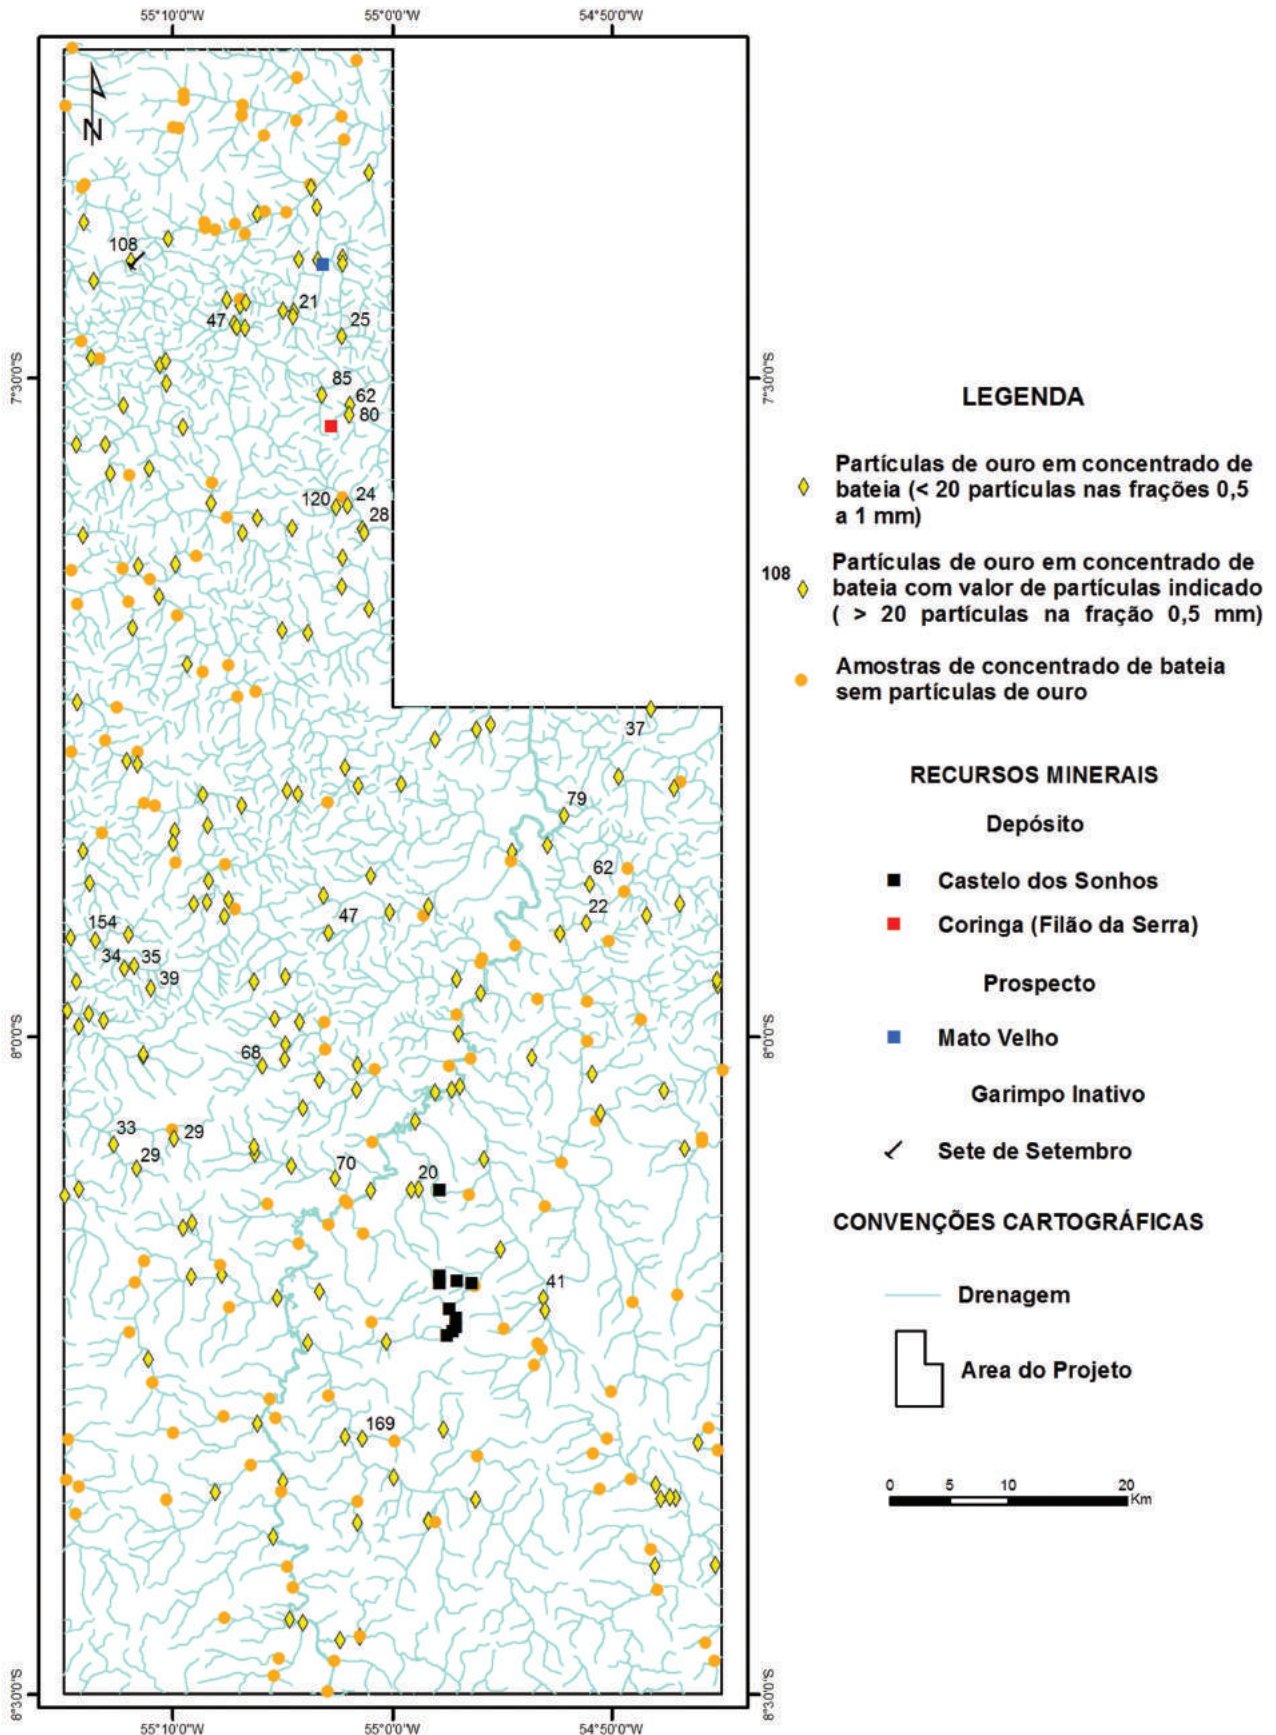 55°10'0"W
55°0'0"W
54°50'0"W
N
108
21
47
25
7°30'0"S
7°30'0"S
85
62
80
120
24
28
37
79
62
47
22
154
34
35
39
8°0'0"S
8°0'0"S
68
33
29
29
70
20
41
169
8°30'0"S
8°30'0"S
55°10'0"W
55°0'0"W
54°50'0"W
LEGENDA
Partículas de ouro em concentrado de
bateia (< 20 partículas nas frações 0,5
a 1 mm)
108
Partículas de ouro em concentrado de
bateia com valor de partículas indicado
( > 20 partículas na fração 0,5 mm)
Amostras de concentrado de bateia
sem partículas de ouro
RECURSOS MINERAIS
Depósito
Castelo dos Sonhos
Coringa (Filão da Serra)
Prospecto
Mato Velho
Garimpo Inativo
Sete de Setembro
CONVENÇÕES CARTOGRÁFICAS
Drenagem
Area do Projeto
0 5 10 20
Km